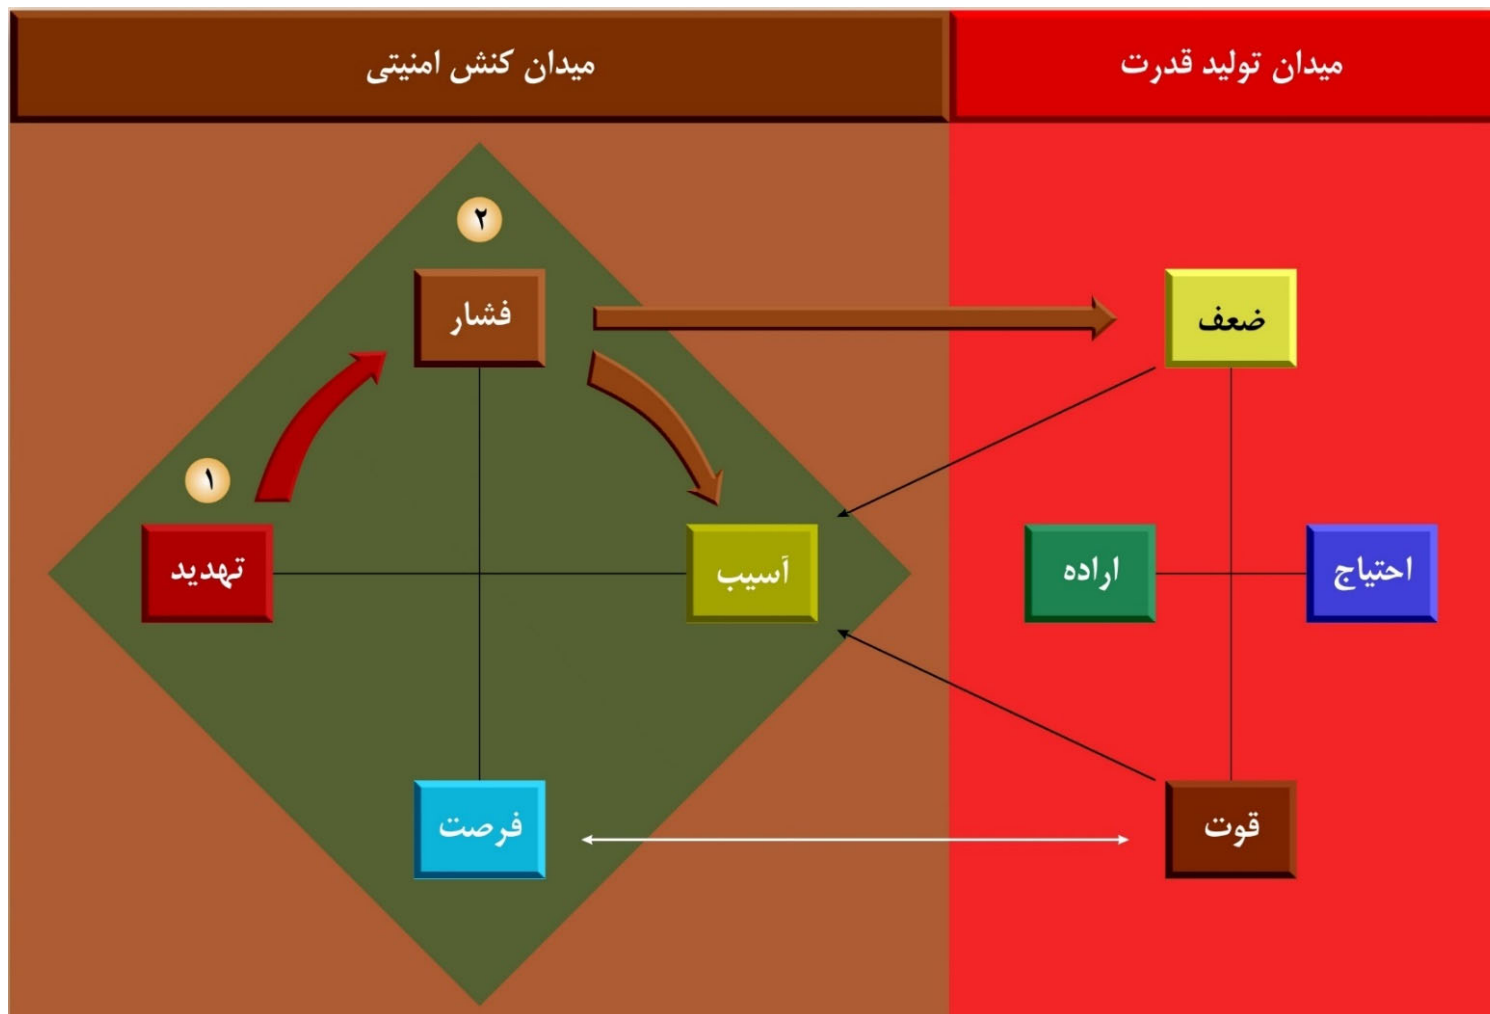 میدان تولید قدرت
میدان کنش امنیتی
۲
فشار
ضعف
۱
تهدید
آسیب
اراده
احتیاج
فرصت
قوت